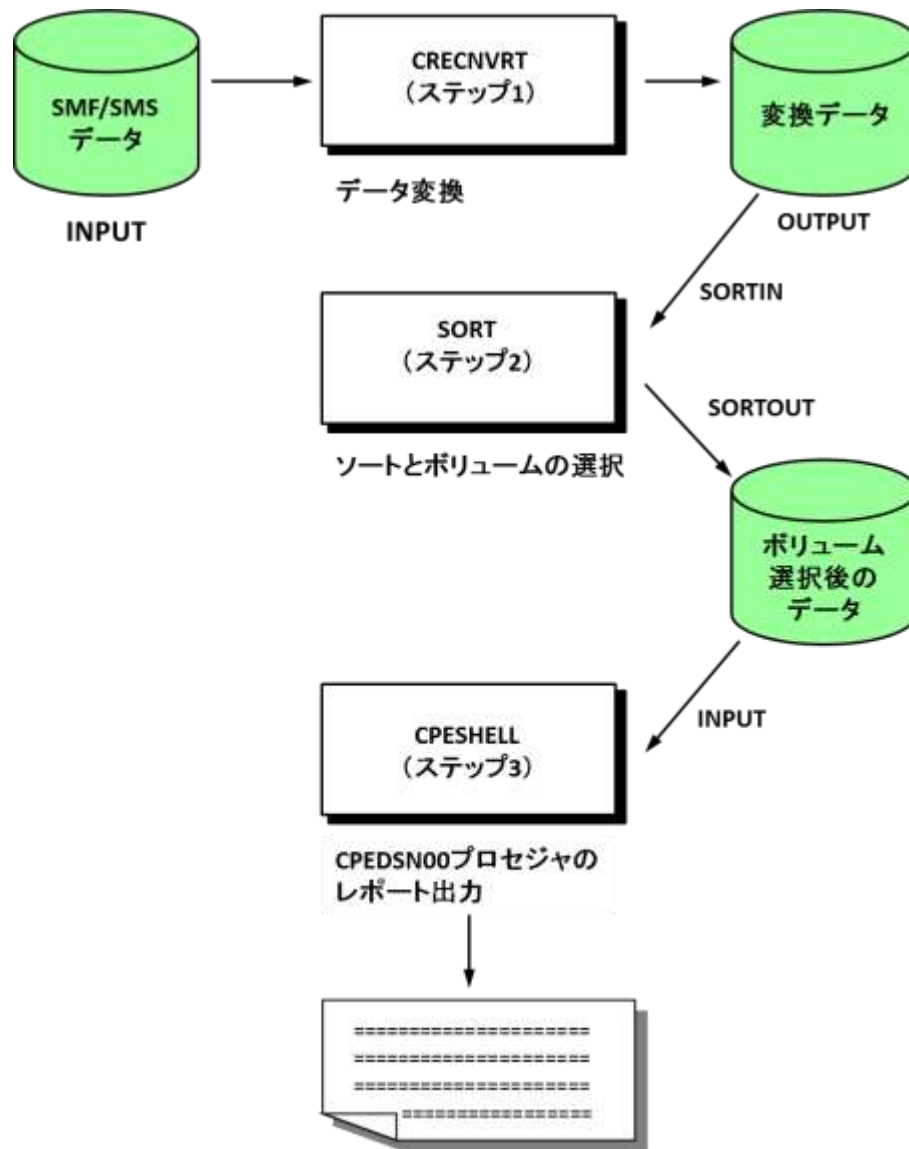 SMF/SMS
データ
INPUT
CRECNVRT
（ステップ1）
データ変換
変換データ
OUTPUT
SORTIN
SORT
（ステップ2）
ソートとボリュームの選択
SORTOUT
ボリューム
選択後の
データ
INPUT
CPESHELL
（ステップ3）
CPEDSN00プロセジャの
レポート出力
=====================
=====================
=====================
=================